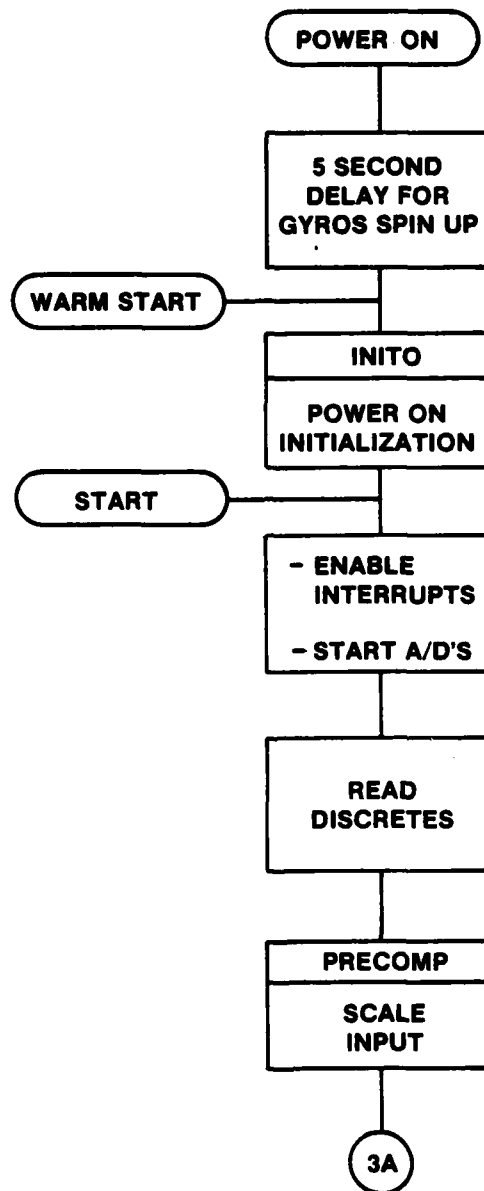 POWER ON
5 SECOND
DELAY FOR
GYROS SPIN UP
WARM START
INITO
POWER ON
INITIALIZATION
START
- ENABLE
INTERRUPTS
- START A/D'S
READ
DISCRETES
PRECOMP
SCALE
INPUT
3A